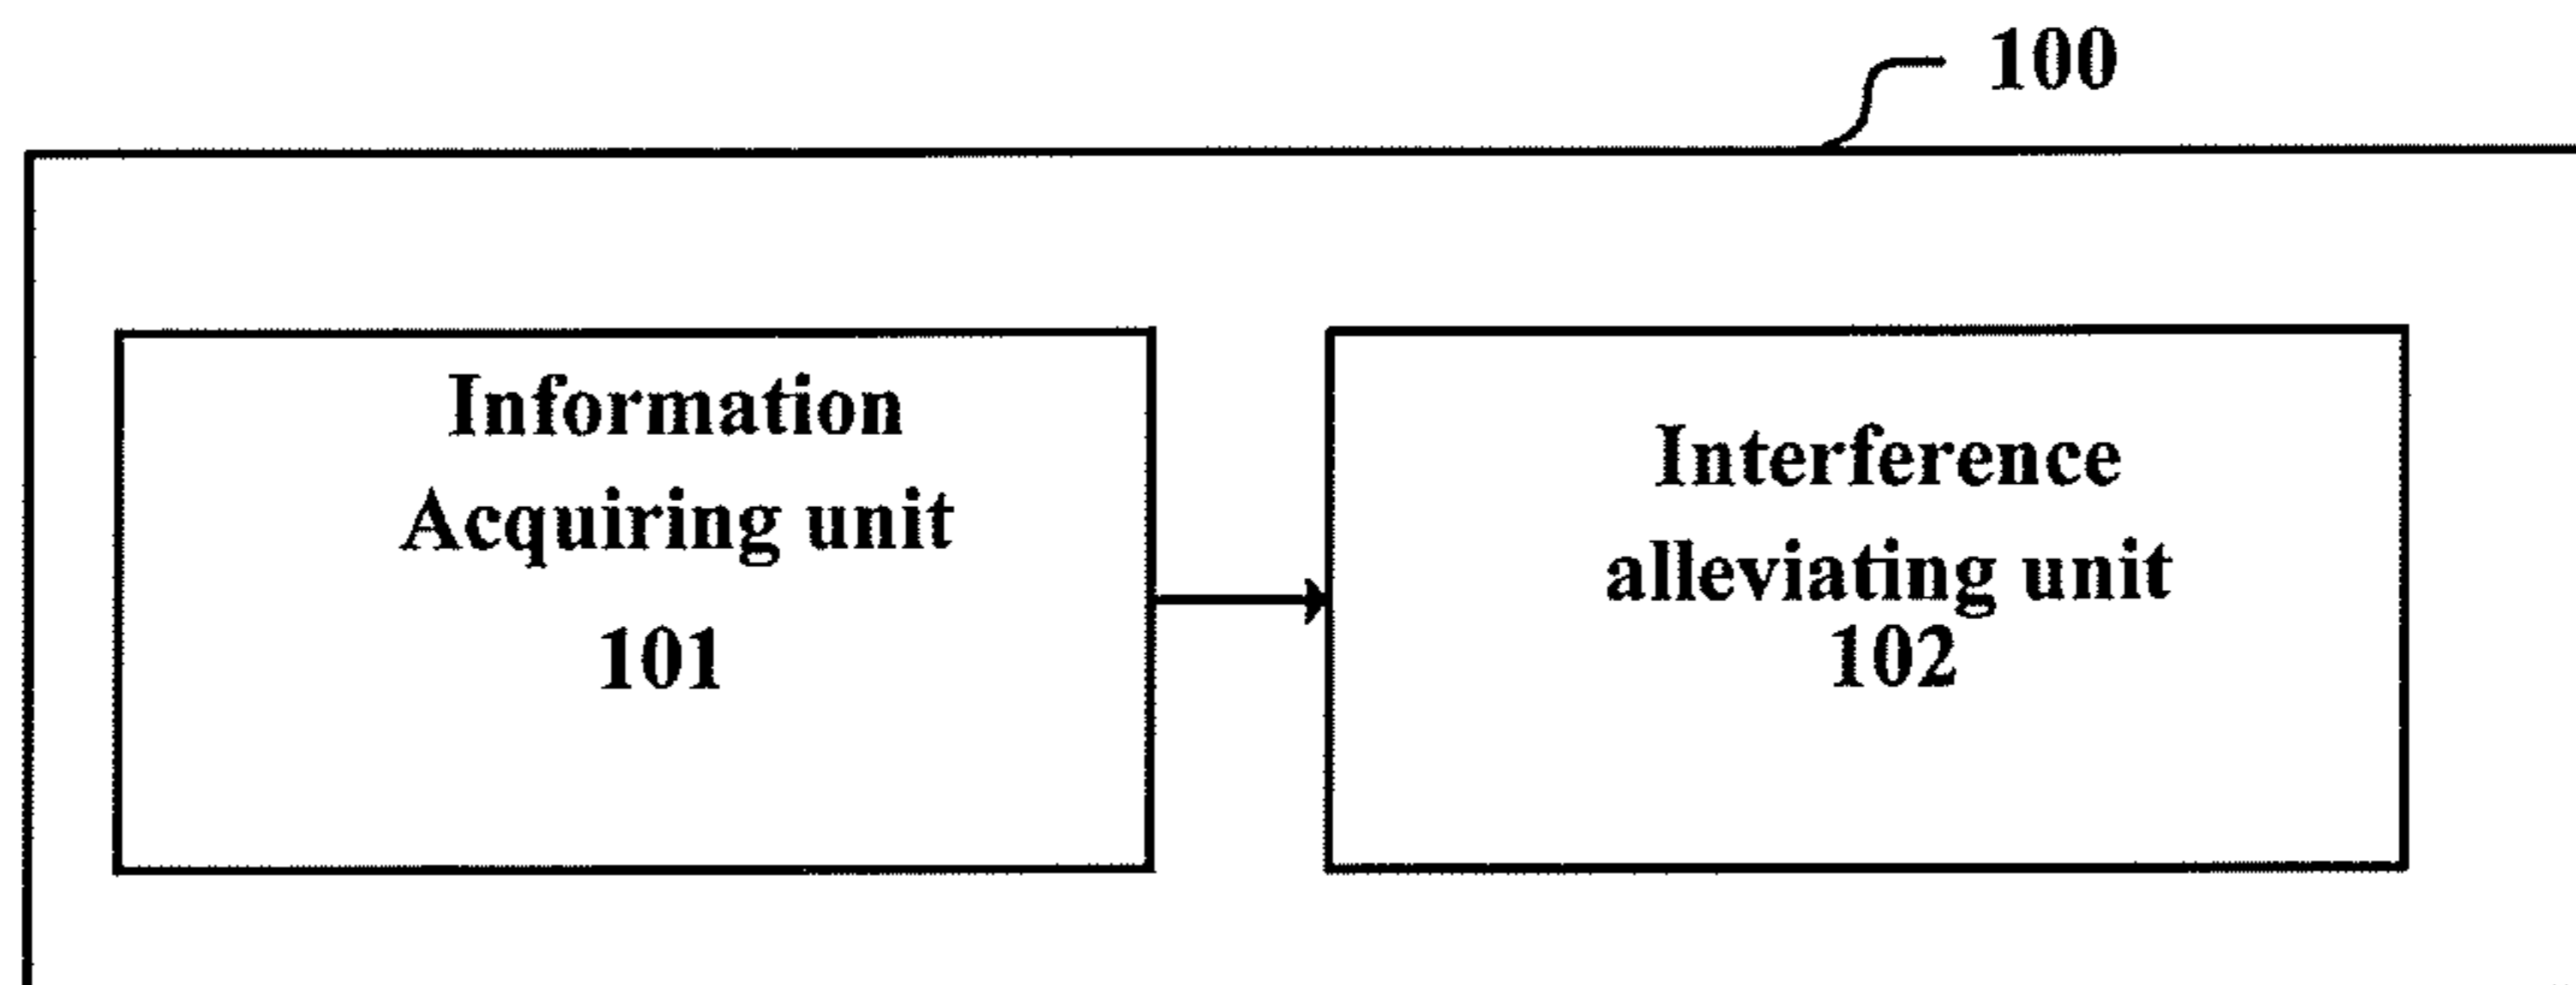 100
Information
Acquiring unit
101
Interference
alleviating unit
102